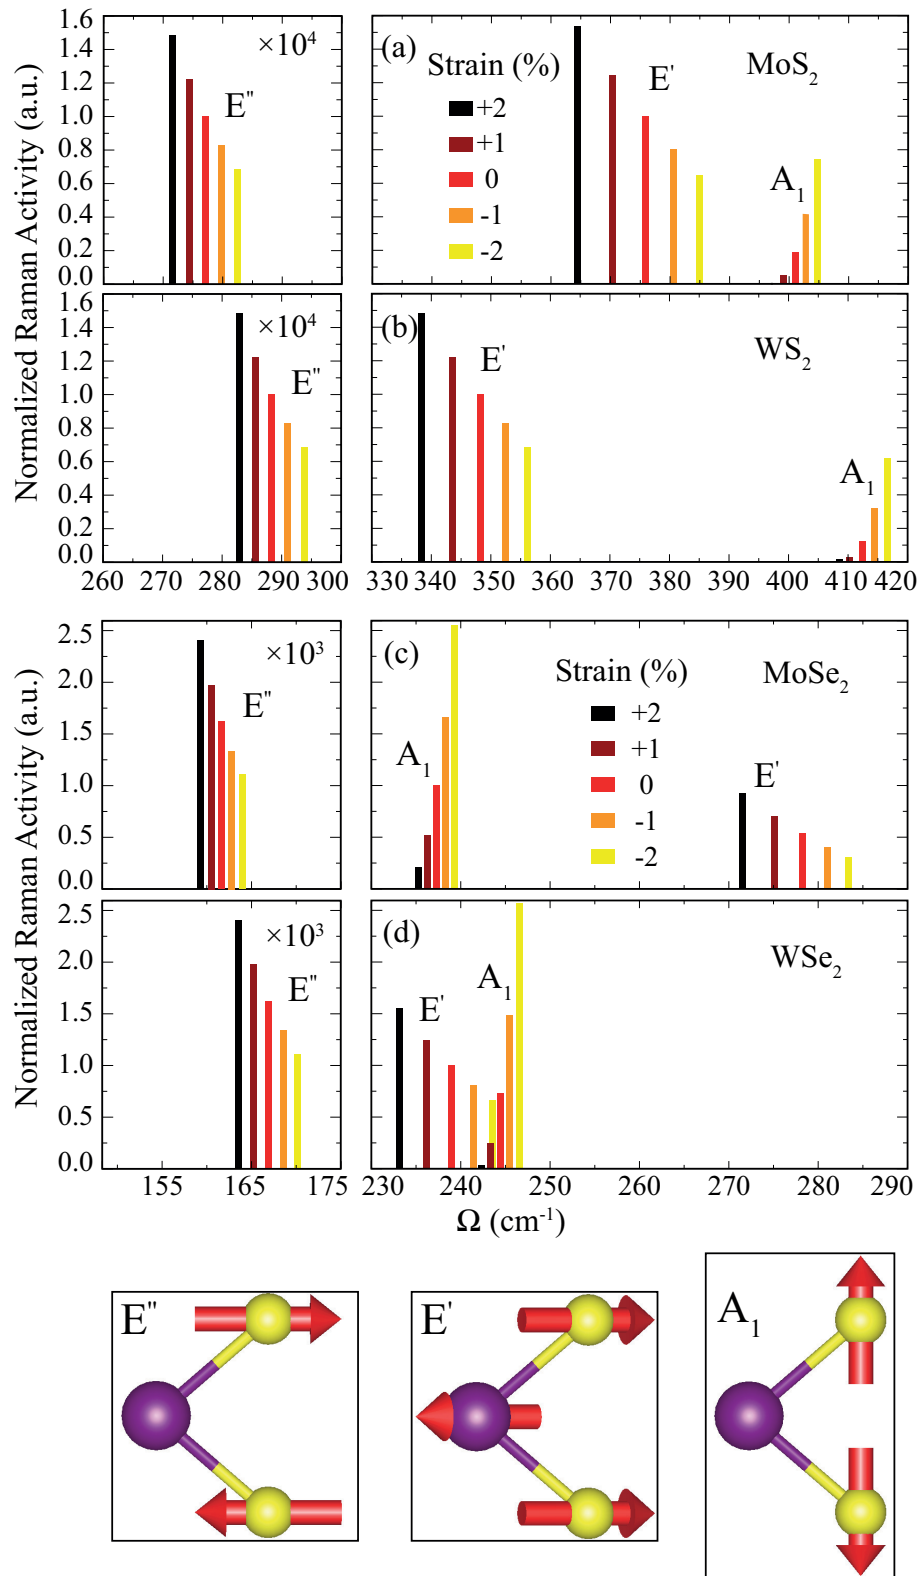 Normalized Raman Activity (a.u.)
1.6
1.4
1.2
1.0
0.8
0.6
0.4
0.2
0.0
×10⁴
E"
(a)
Strain (%)
+2
+1
0
-1
-2
E'
MoS₂
A₁
Normalized Raman Activity (a.u.)
1.6
1.4
1.2
1.0
0.8
0.6
0.4
0.2
0.0
×10⁴
E"
(b)
E'
WS₂
A₁
260 270 280 290 300
330 340 350 360 370 380 390 400 410 420
Normalized Raman Activity (a.u.)
2.5
2.0
1.5
1.0
0.5
0.0
×10³
E"
(c)
A₁
Strain (%)
+2
+1
0
-1
-2
MoSe₂
E'
Normalized Raman Activity (a.u.)
2.5
2.0
1.5
1.0
0.5
0.0
×10³
E"
(d)
E'
A₁
WSe₂
155 165 175
230 240 250 260 270 280 290
Ω (cm⁻¹)
E"
E'
A₁